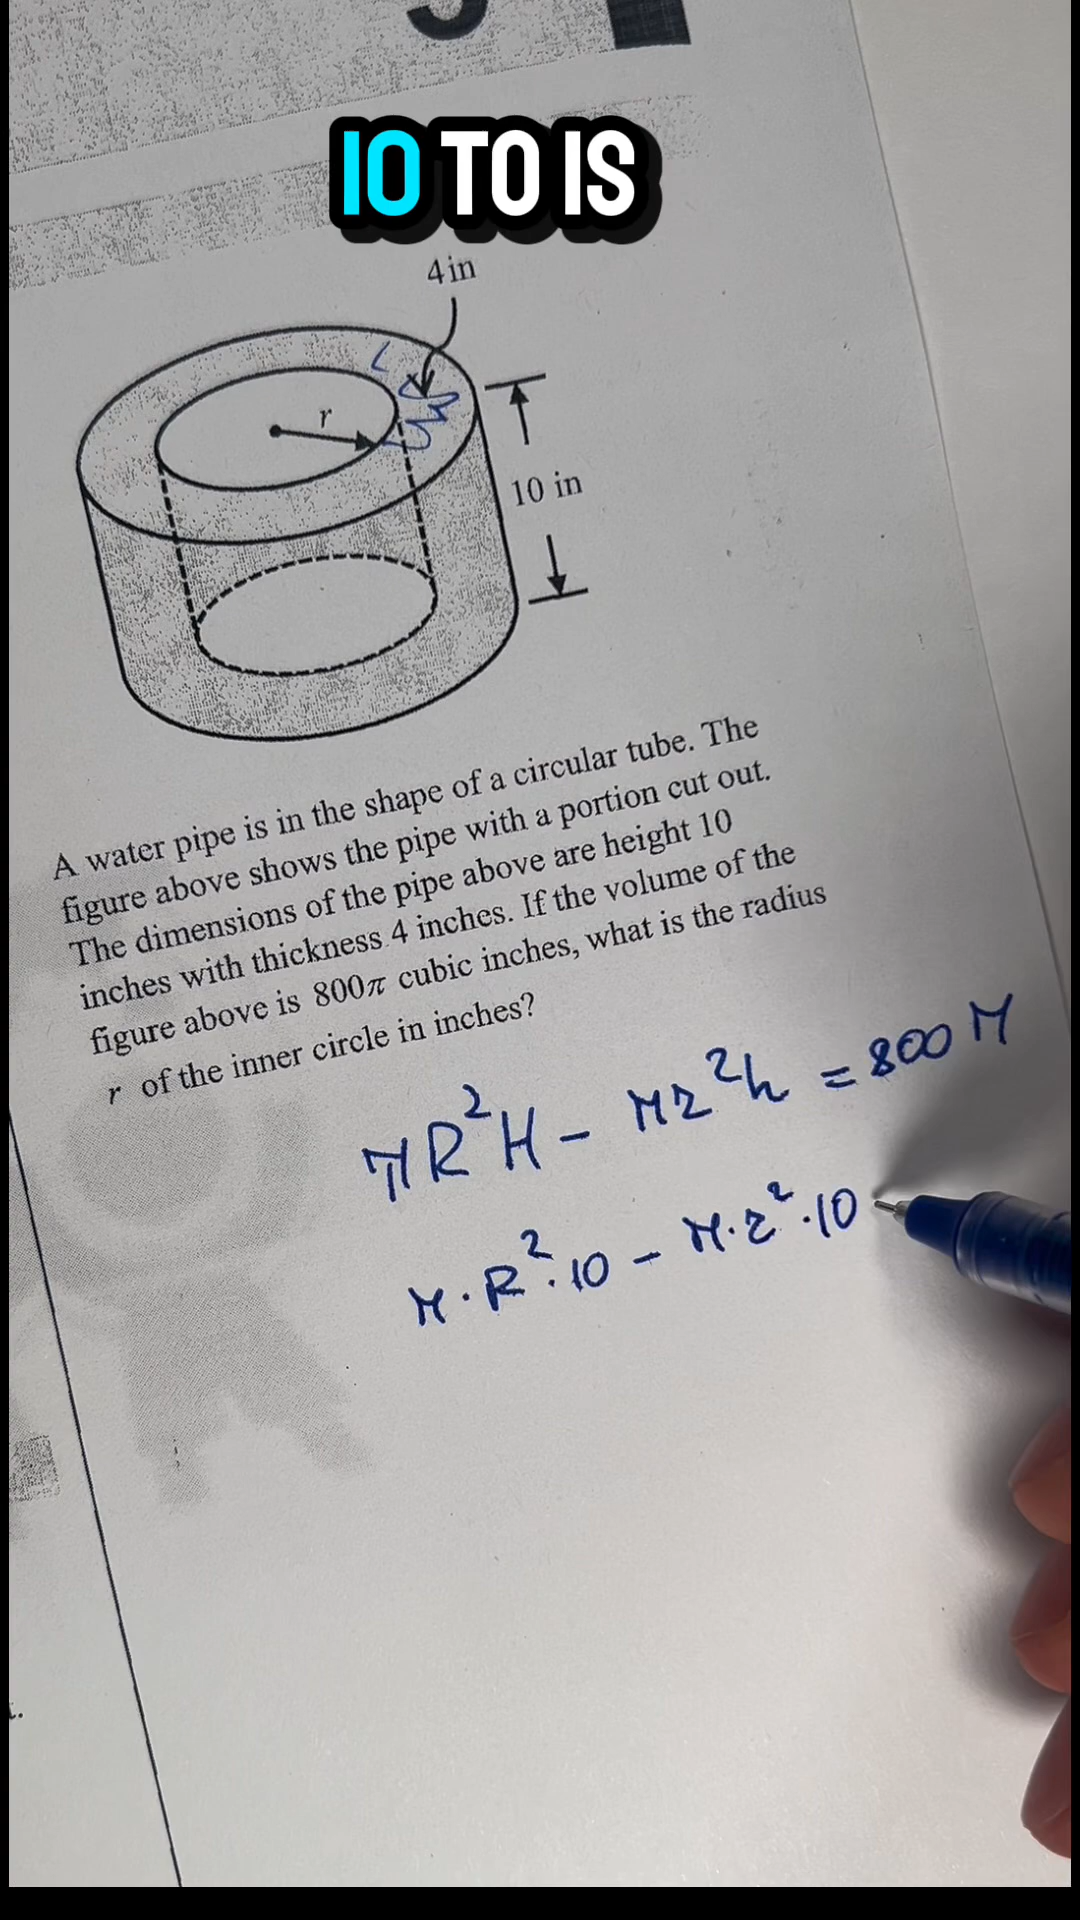 10 TO IS
4in
r
10 in
A water pipe is in the shape of a circular tube. The
figure above shows the pipe with a portion cut out.
The dimensions of the pipe above are height 10
inches with thickness 4 inches. If the volume of the
figure above is 800π cubic inches, what is the radius
r of the inner circle in inches?
πR²H - πr²h = 800π
π·R²·10 - π·r²·10